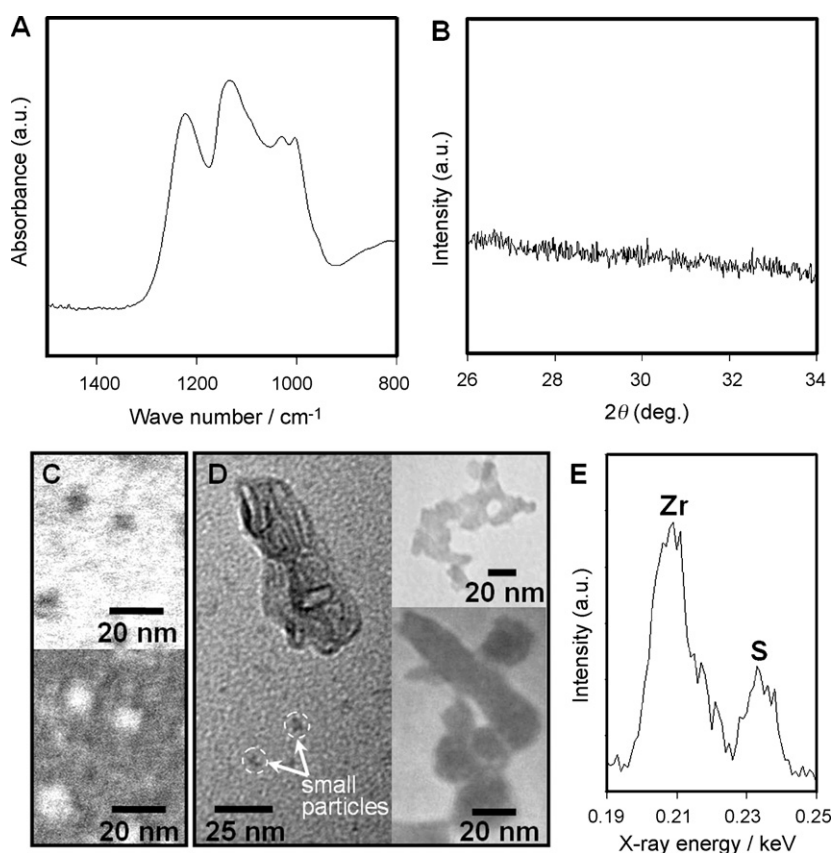 A
Absorbance (a.u.)
1400 1200 1000 800
Wave number / cm-1
B
Intensity (a.u.)
26 28 30 32 34
2θ (deg.)
C
20 nm
20 nm
D
small
particles
25 nm
20 nm
20 nm
E
Zr
S
Intensity (a.u.)
0.19 0.21 0.23 0.25
X-ray energy / keV